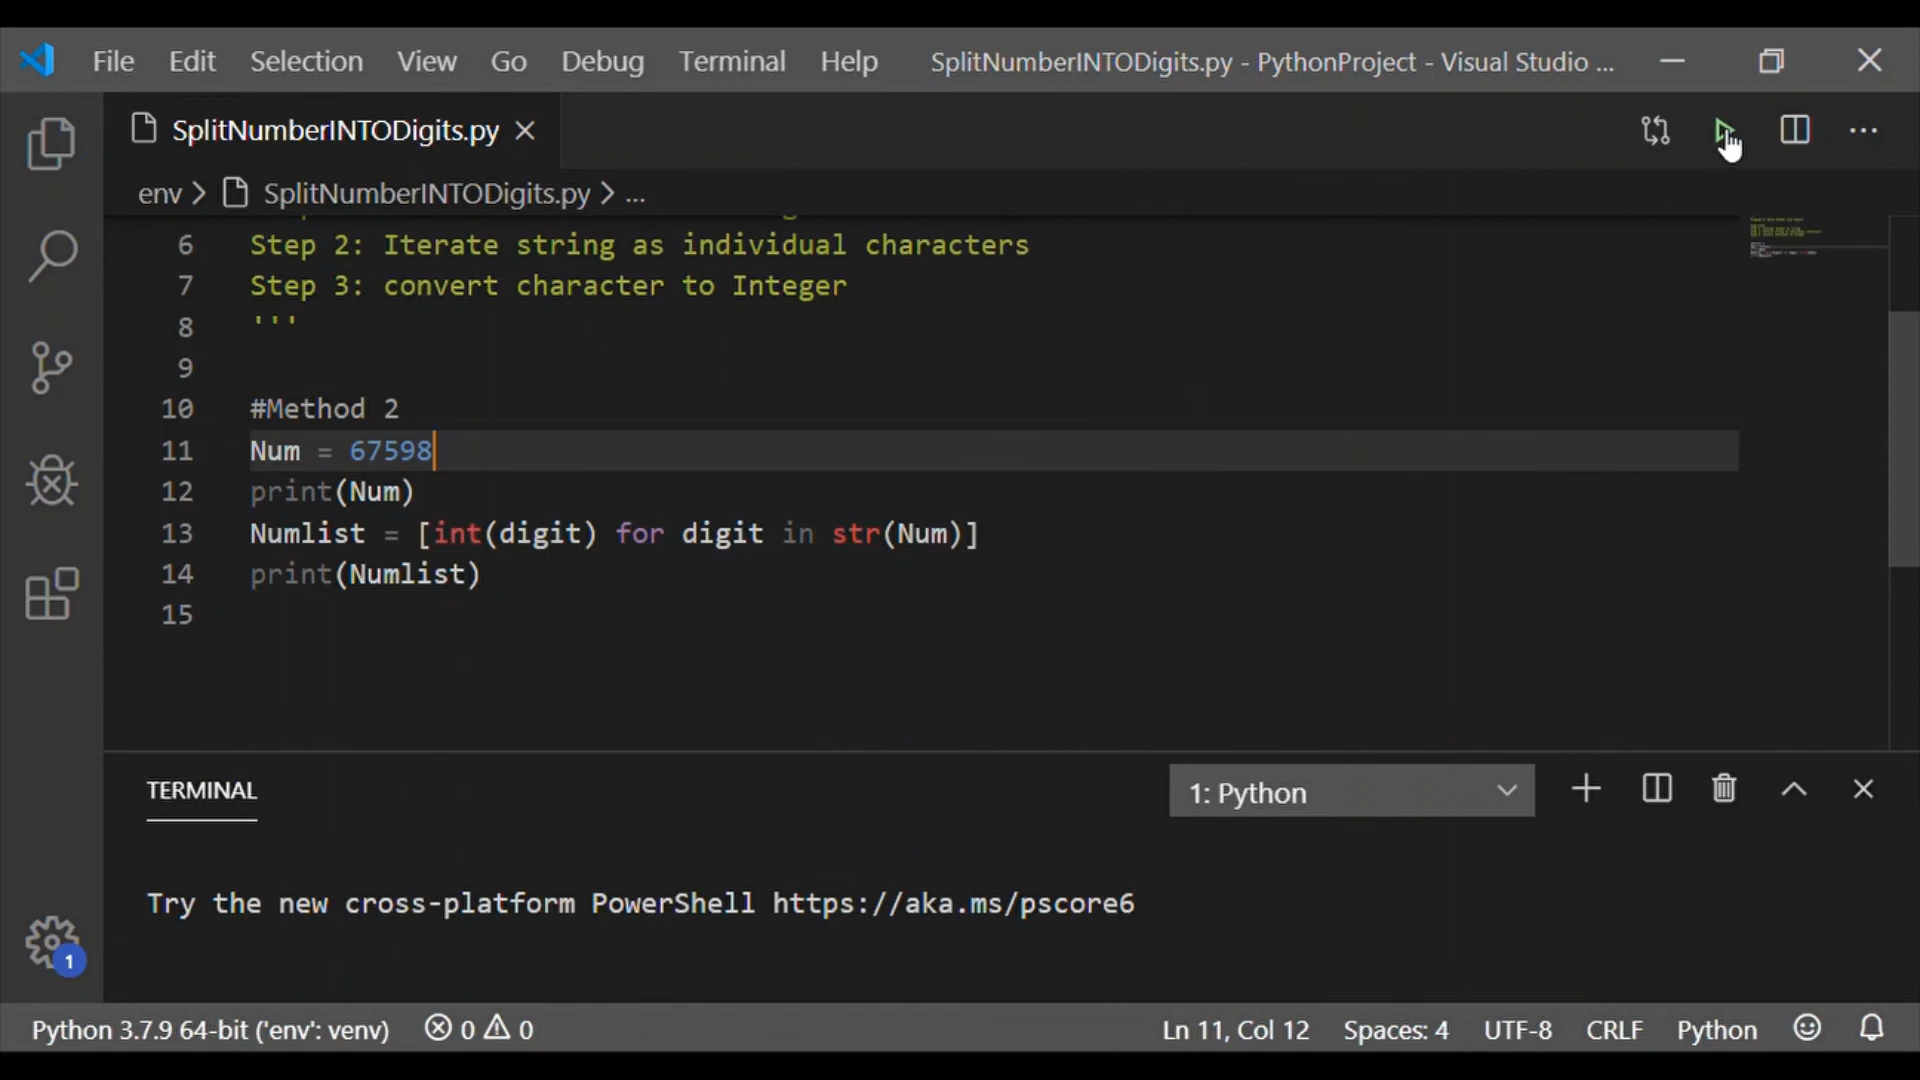 File Edit Selection View Go Debug Terminal Help SplitNumberINTODigits.py - PythonProject - Visual Studio ...
SplitNumberINTODigits.py
env > SplitNumberINTODigits.py > ...
6 Step 2: Iterate string as individual characters
7 Step 3: convert character to Integer
8 '''
9
10 #Method 2
11 Num = 67598
12 print(Num)
13 Numlist = [int(digit) for digit in str(Num)]
14 print(Numlist)
15
TERMINAL 1: Python
Try the new cross-platform PowerShell https://aka.ms/pscore6
1
Python 3.7.9 64-bit ('env': venv) 0 0 Ln 11, Col 12 Spaces: 4 UTF-8 CRLF Python